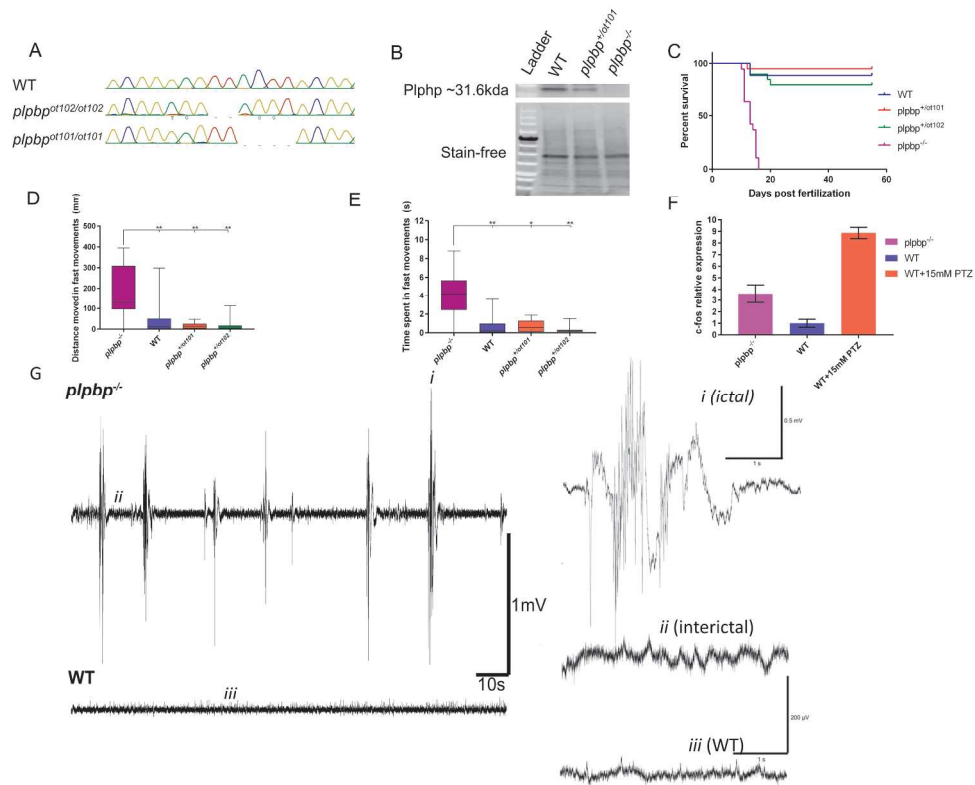 A
WT
plpbp^ot102/ot102
plpbp^ot101/ot101
B
Ladder
WT
plpbp^+/ot101
plpbp^-/-
Plphp ~31.6kda
Stain-free
C
Percent survival
100
50
0
0 20 40 60
Days post fertilization
WT
plpbp^+/ot101
plpbp^+/ot102
plpbp^-/-
D
Distance moved in fast movements (mm)
500
400
300
200
100
0
** ** **
plpbp^-/-
WT
plpbp^+/ot101
plpbp^+/ot102
E
Time spent in fast movements (s)
12
10
8
6
4
2
0
** * **
plpbp^-/-
WT
plpbp^+/ot101
plpbp^+/ot102
F
c-fos relative expression
10
9
8
7
6
5
4
3
2
1
0
plpbp^-/-
WT
WT+15mM PTZ
plpbp^-/-
WT
WT+15mM PTZ
G
plpbp^-/-
i
ii
1mV
10s
WT
iii
i (ictal)
0.5 mV
1 s
ii (interictal)
200 µV
1 s
iii (WT)